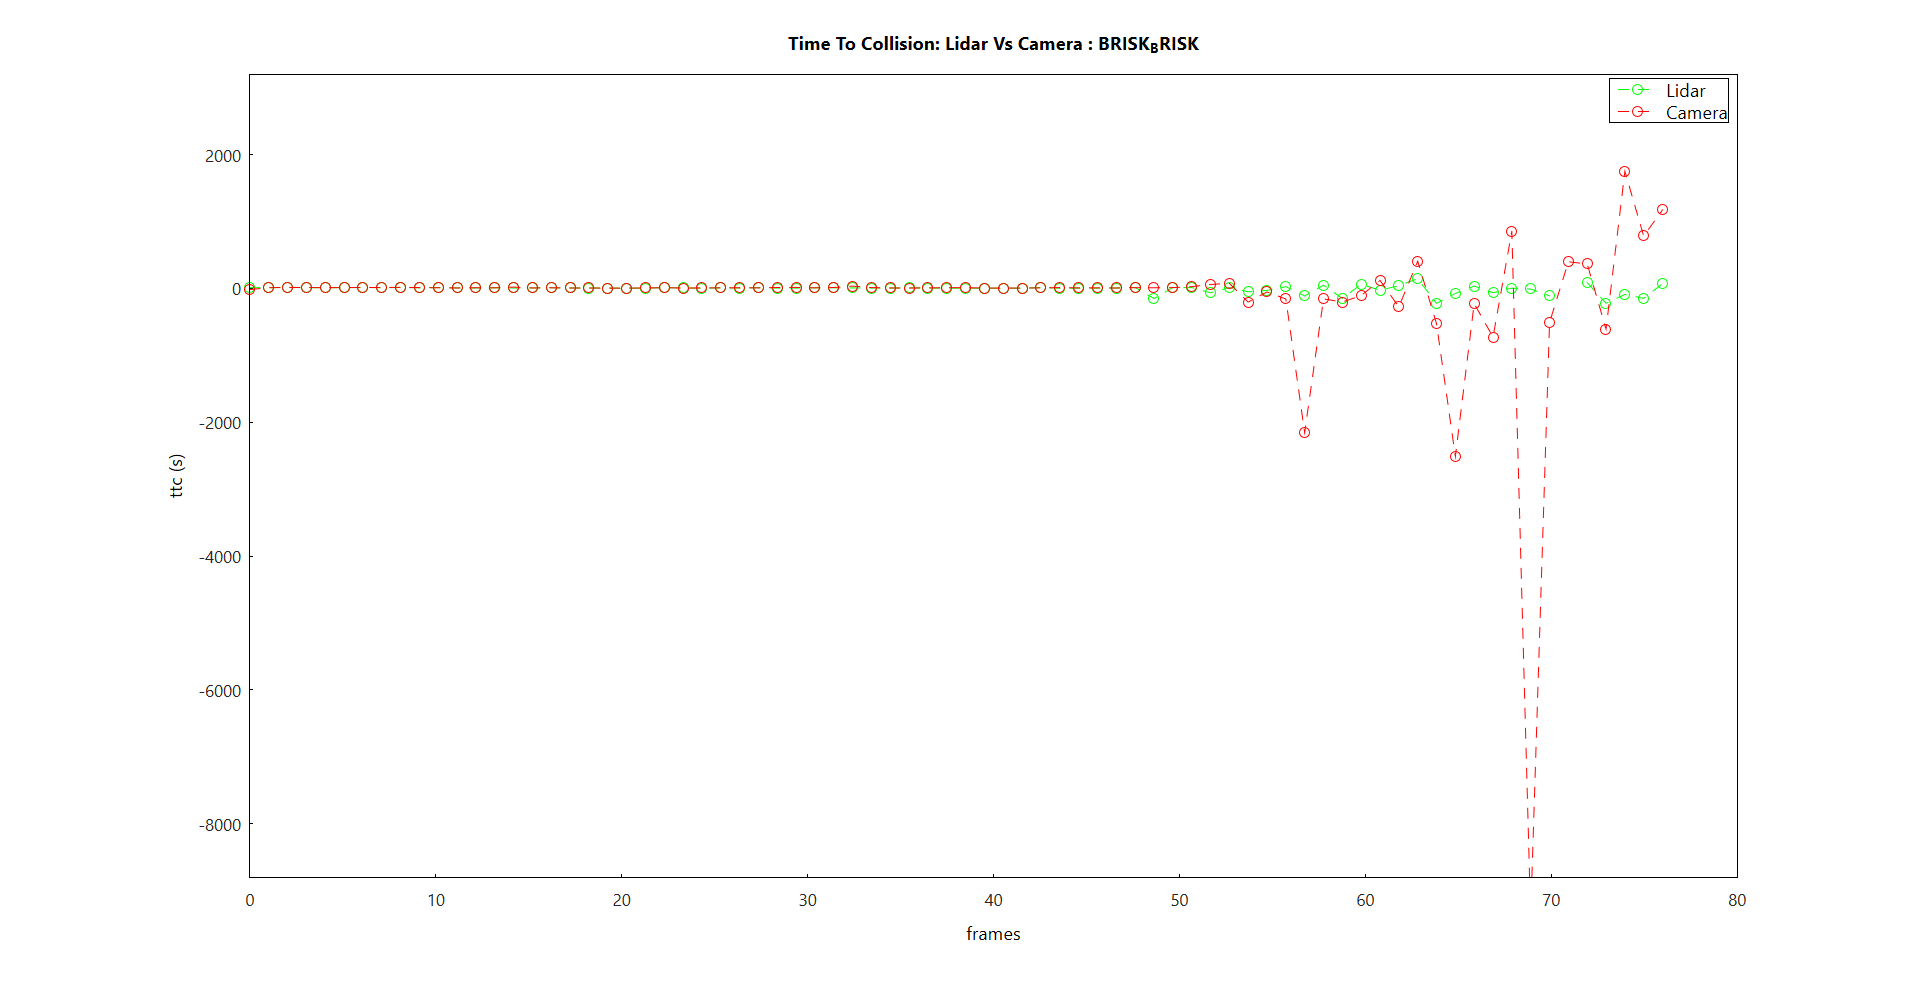 Time To Collision: Lidar Vs Camera : BRISKBRISK
Lidar
Camera
2000
0
-2000
-4000
-6000
-8000
ttc (s)
0 10 20 30 40 50 60 70 80
frames